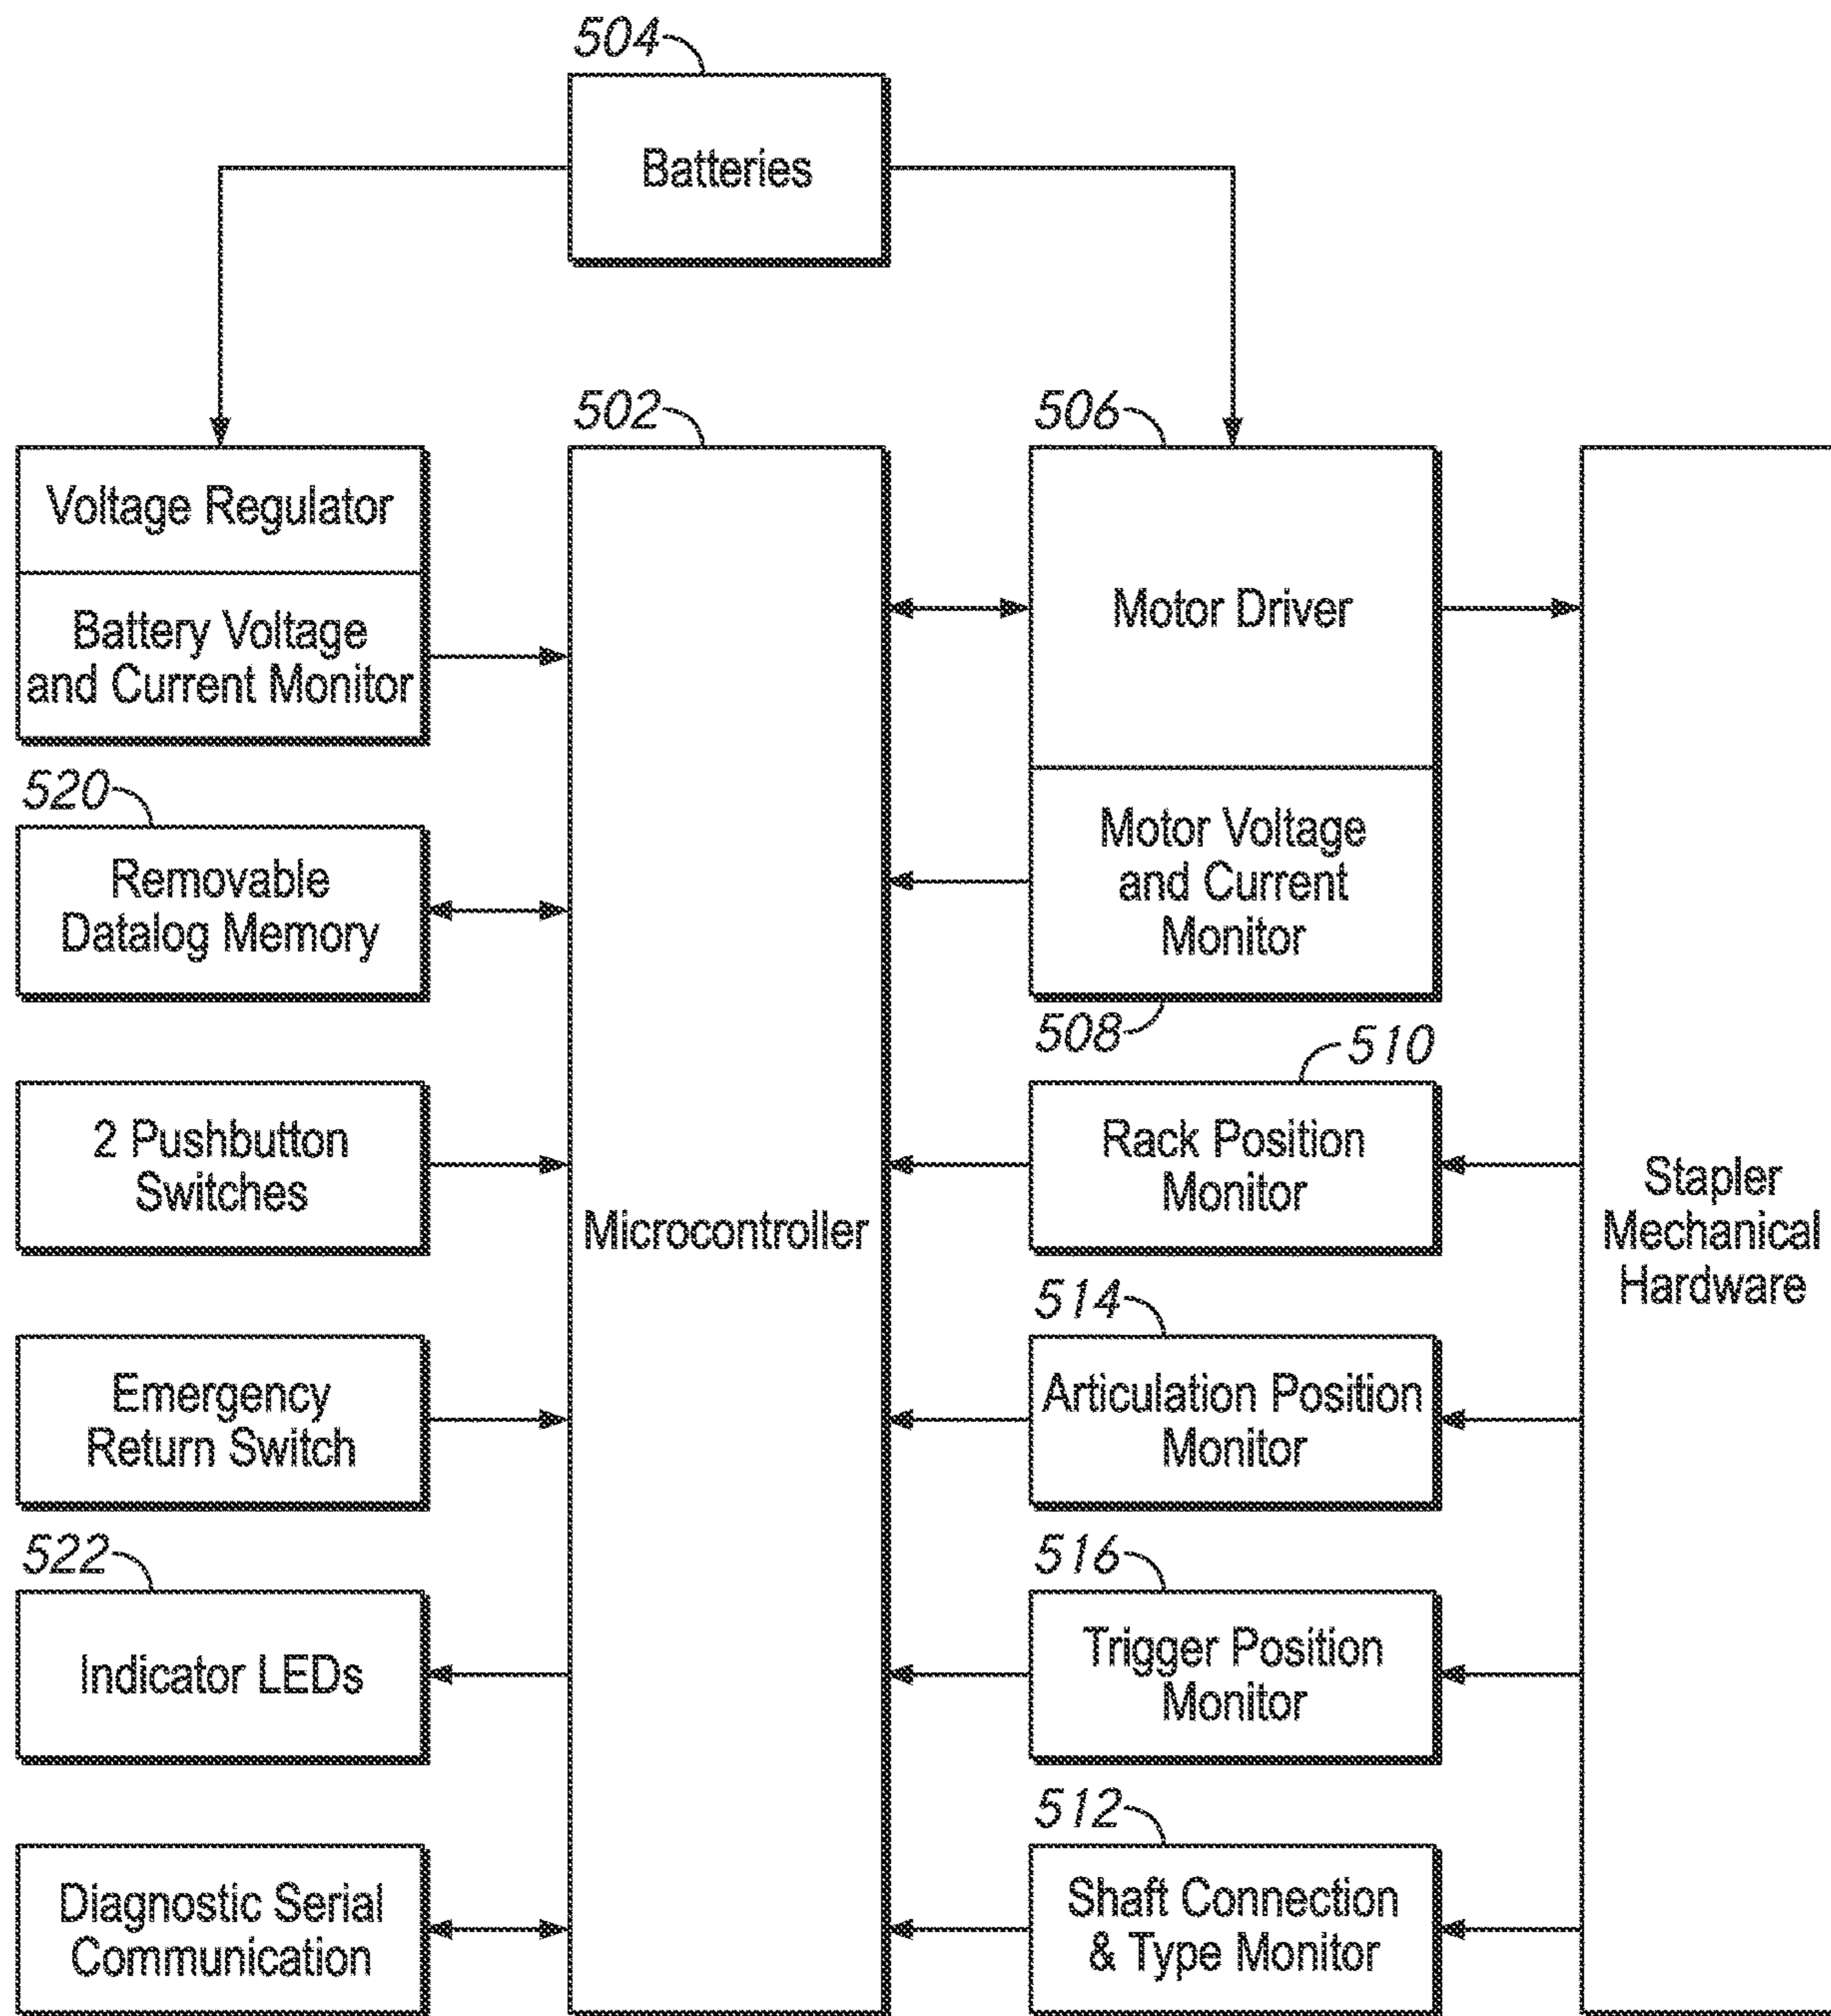 504
Batteries
502
506
Voltage Regulator
Battery Voltage
and Current Monitor
Motor Driver
520
Removable
Datalog Memory
Motor Voltage
and Current
Monitor
508
510
2 Pushbutton
Switches
Microcontroller
Rack Position
Monitor
Stapler
Mechanical
Hardware
514
Emergency
Return Switch
Articulation Position
Monitor
522
516
Indicator LEDs
Trigger Position
Monitor
512
Diagnostic Serial
Communication
Shaft Connection
& Type Monitor